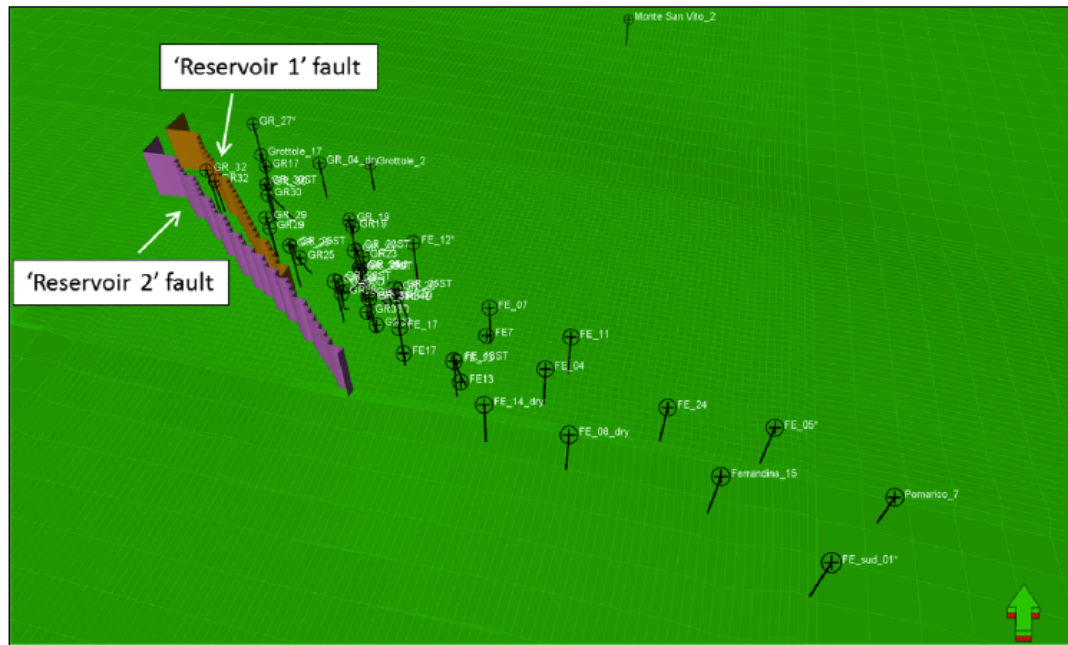 Monte San Vito_2
'Reservoir 1' fault
GR_27*
Grottole_17
GR17
GR_04_dry
Grottole_2
GR_32
GR32
GR30
GR_19
GR19
GR_29
GR29
FE_12*
GR25
GR23
'Reservoir 2' fault
FE_07
FE_17
FE7
FE_11
FE17
FE_04
FE13
FE_14_dry
FE_24
FE_08_dry
FE_05*
Ferrandina_15
Pomarico_7
FE_sud_01*